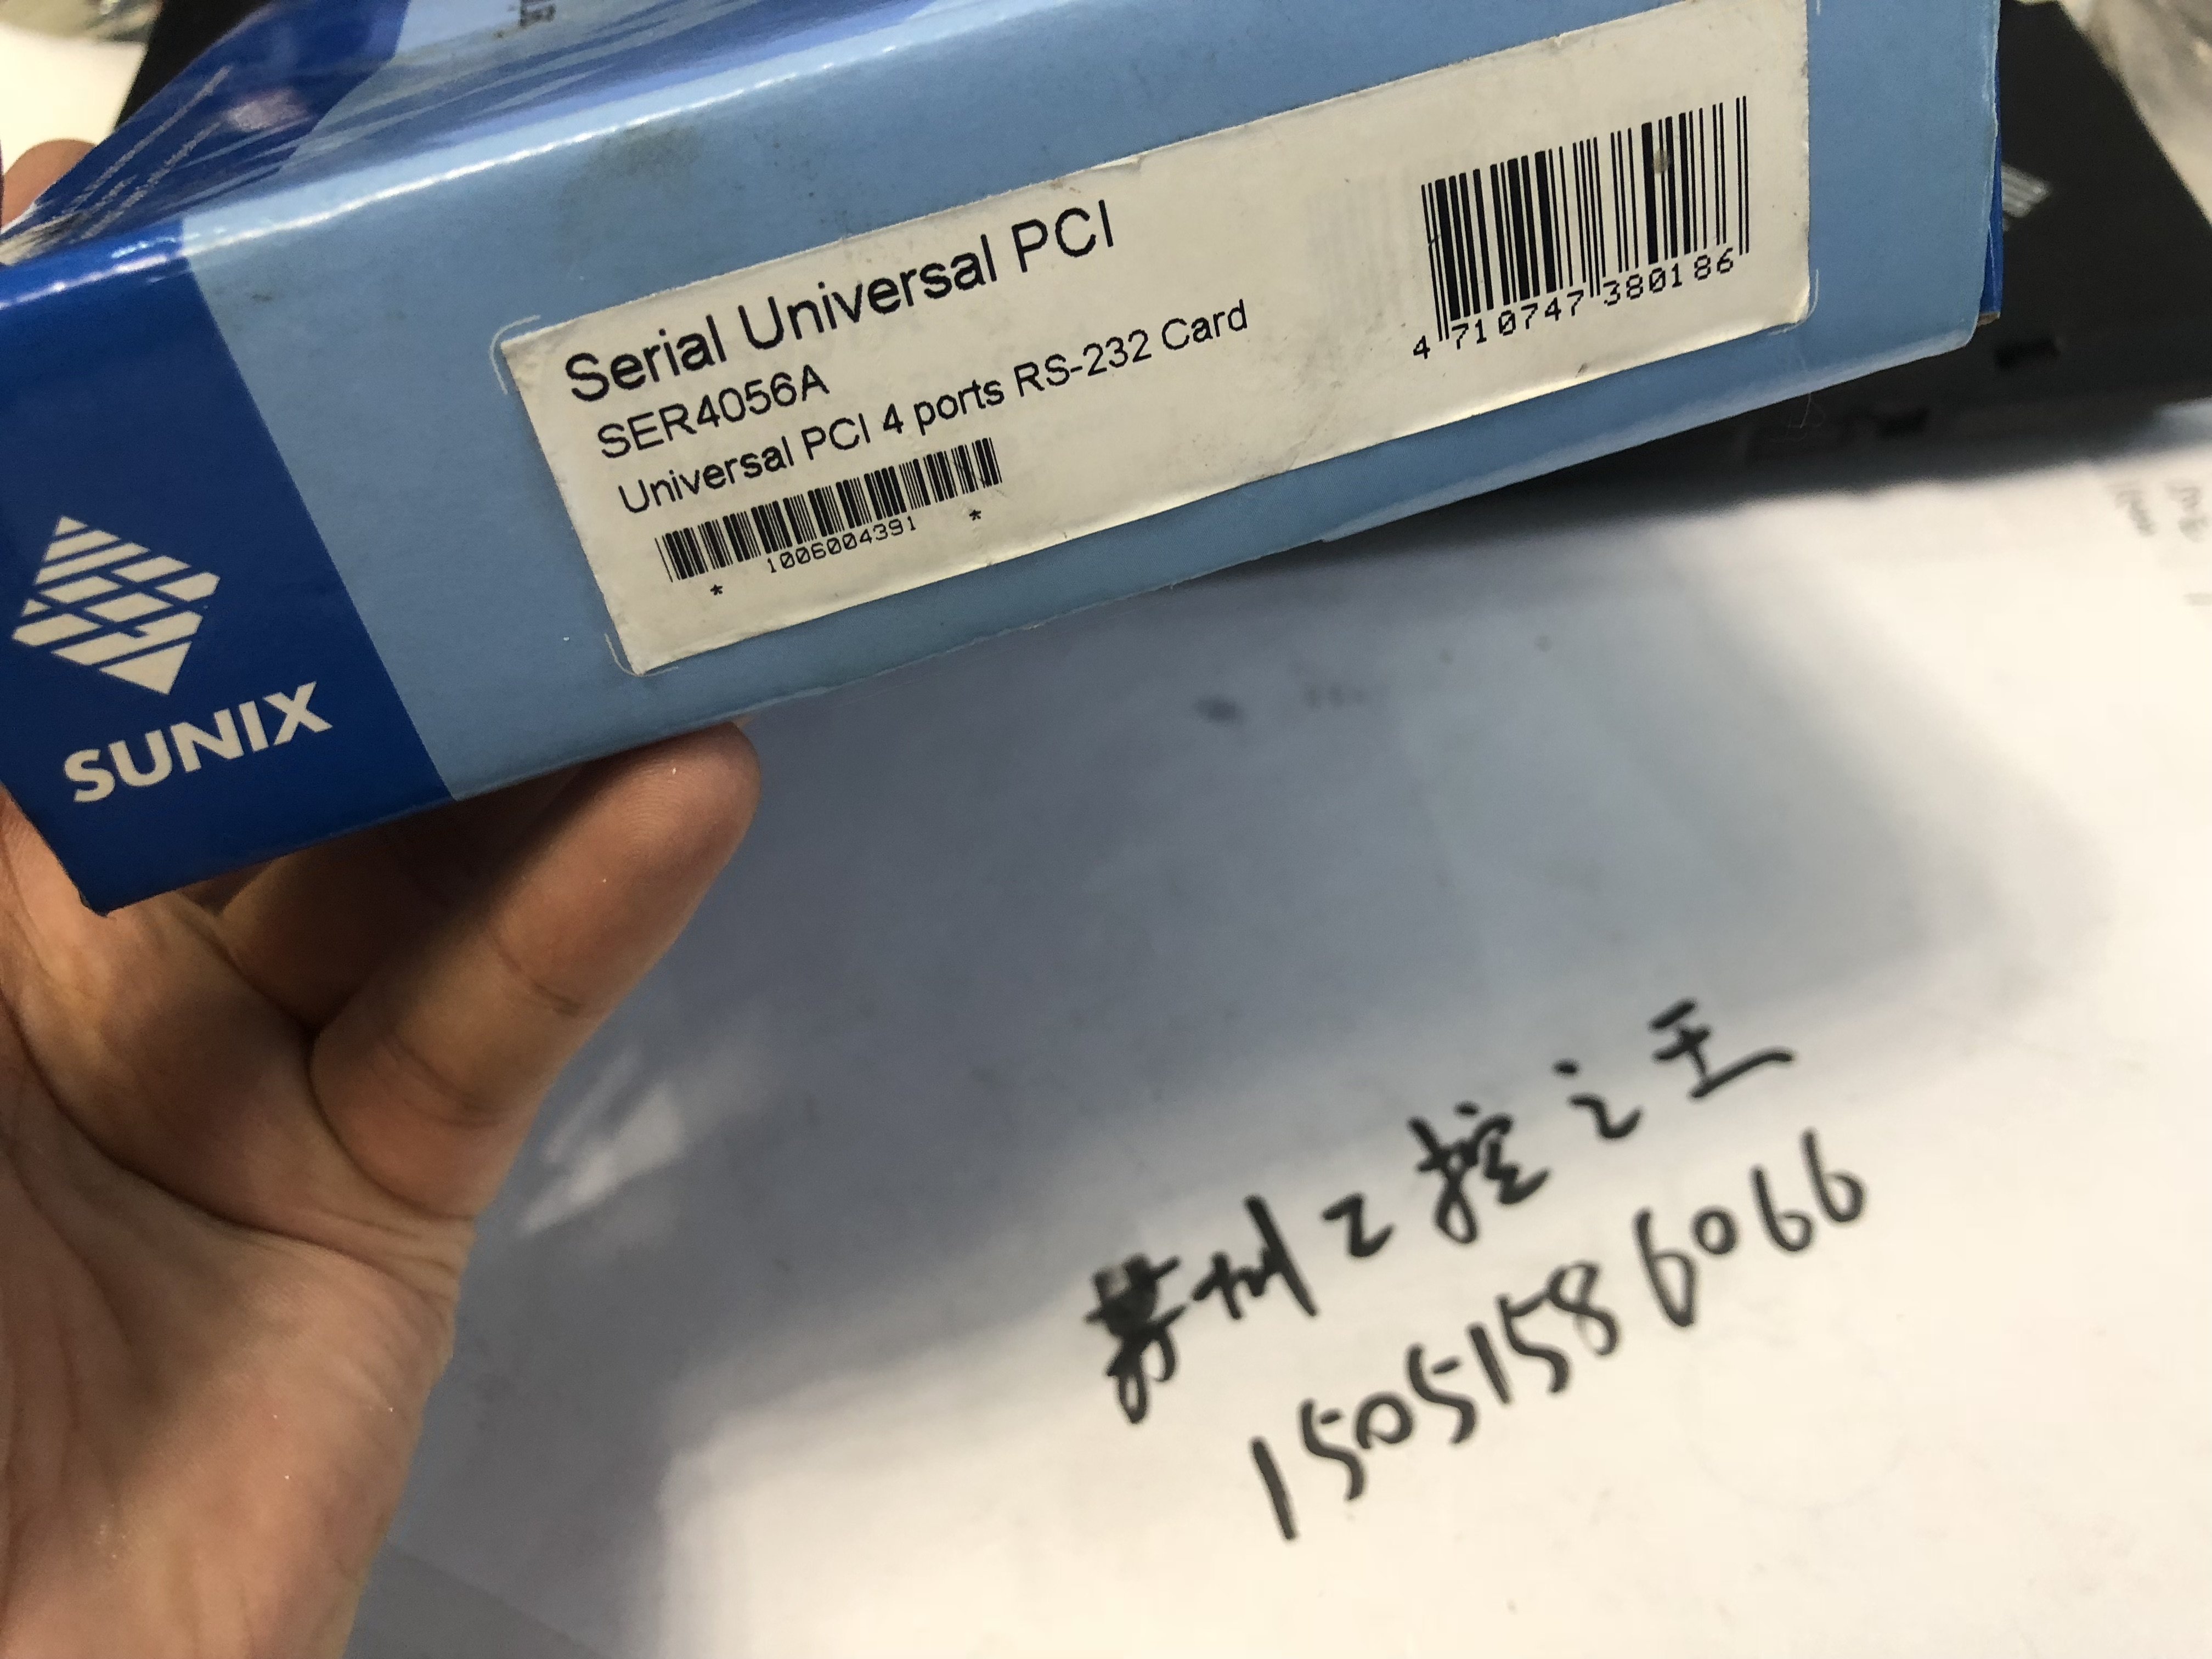 Serial Universal PCI
SER4056A
Universal PCI 4 ports RS-232 Card
* 1006004391 *
4 710747 380186
SUNIX
苏州工控之王
15051586066